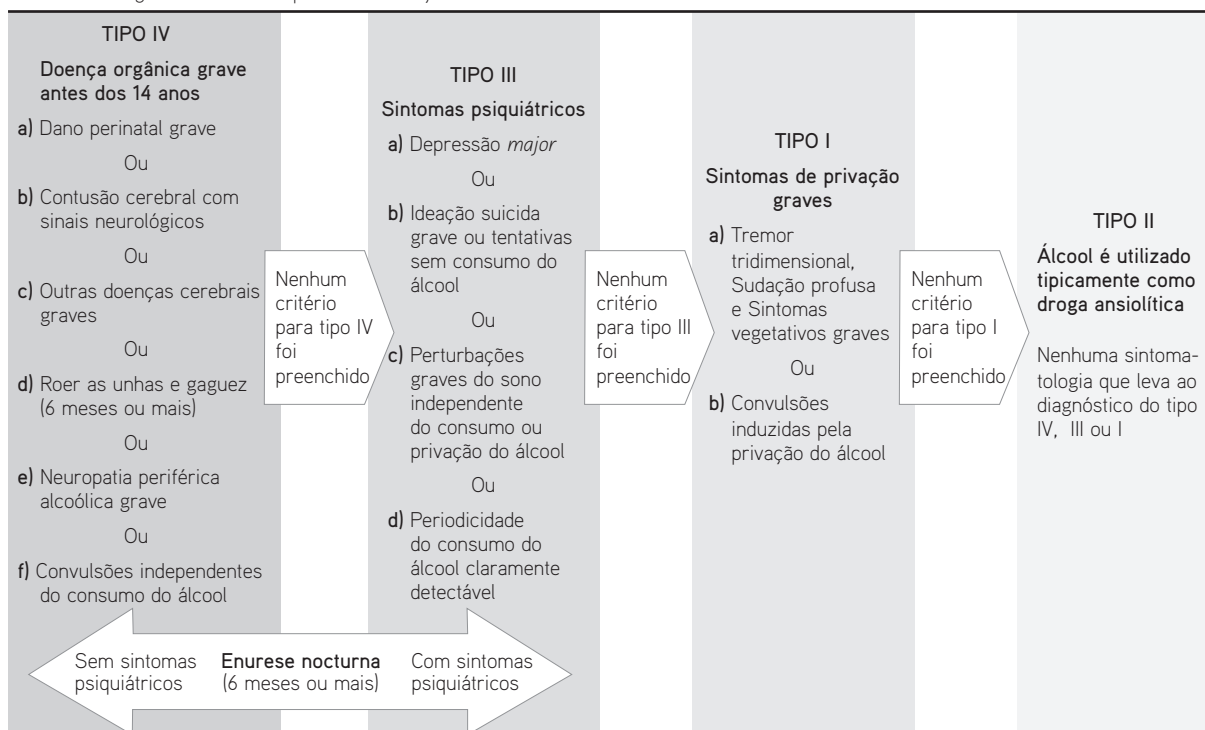 TIPO IV
Doença orgânica grave
antes dos 14 anos
a) Dano perinatal grave
Ou
b) Contusão cerebral com
sinais neurológicos
Ou
c) Outras doenças cerebrais
graves
Ou
d) Roer as unhas e gaguez
(6 meses ou mais)
Ou
e) Neuropatia periférica
alcoólica grave
Ou
f) Convulsões independentes
do consumo do álcool
Nenhum
critério
para tipo IV
foi
preenchido
TIPO III
Sintomas psiquiátricos
a) Depressão major
Ou
b) Ideação suicida
grave ou tentativas
sem consumo do
álcool
Ou
c) Perturbações
graves do sono
independente
do consumo ou
privação do álcool
Ou
d) Periodicidade
do consumo do
álcool claramente
detectável
Nenhum
critério
para tipo III
foi
preenchido
TIPO I
Sintomas de privação
graves
a) Tremor
tridimensional,
Sudação profusa
e Sintomas
vegetativos graves
Ou
b) Convulsões
induzidas pela
privação do álcool
Nenhum
critério
para tipo I
foi
preenchido
TIPO II
Álcool é utilizado
tipicamente como
droga ansiolítica
Nenhuma sintoma-
tologia que leva ao
diagnóstico do tipo
IV, III ou I
Sem sintomas
psiquiátricos
Enurese nocturna
(6 meses ou mais)
Com sintomas
psiquiátricos